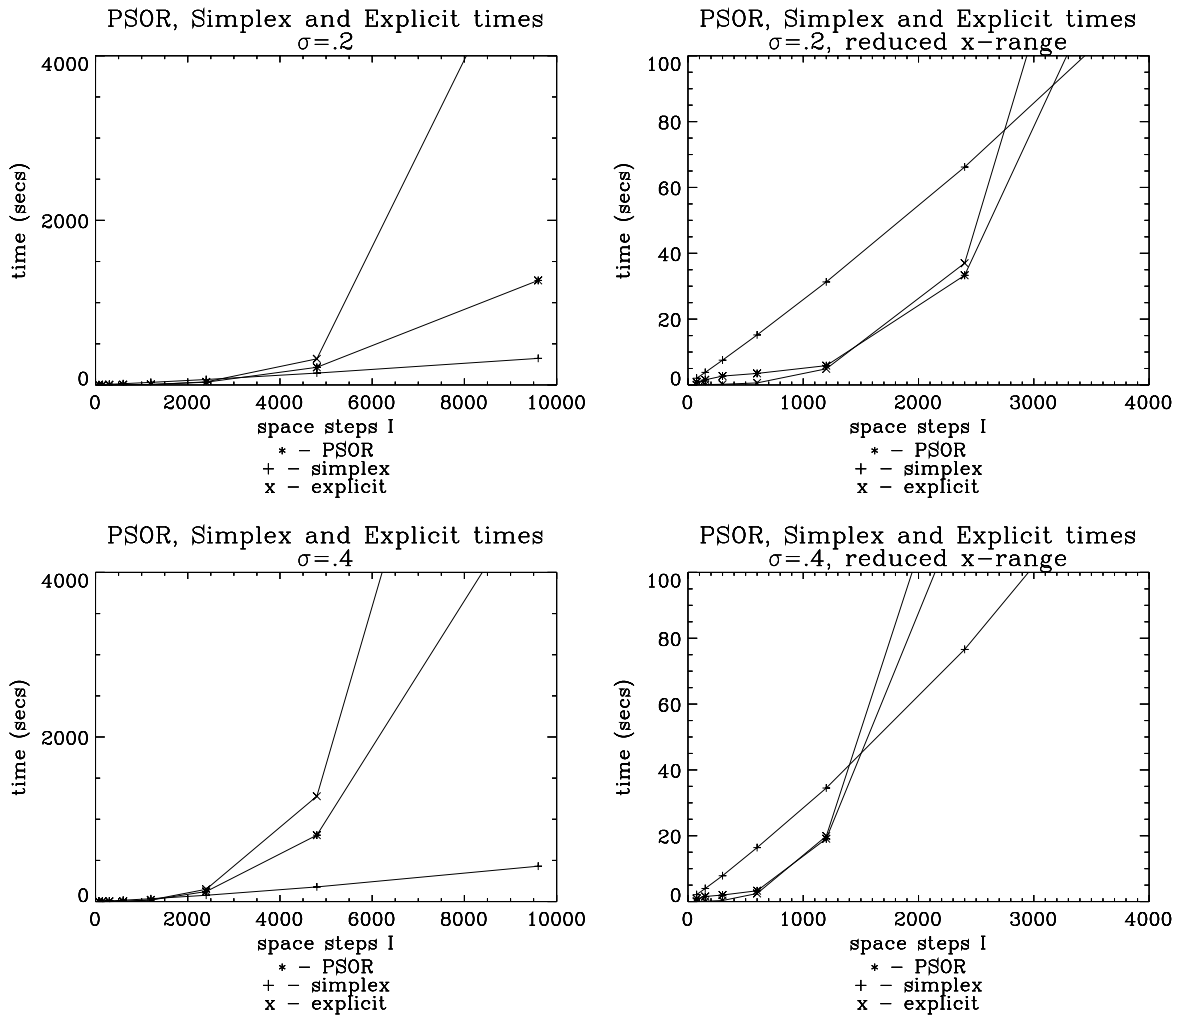 PSOR, Simplex and Explicit times
σ=.2
4000
2000
0
time (secs)
0 2000 4000 6000 8000 10000
space steps I
* – PSOR
+ – simplex
x – explicit
PSOR, Simplex and Explicit times
σ=.2, reduced x–range
100
80
60
40
20
0
time (secs)
0 1000 2000 3000 4000
space steps I
* – PSOR
+ – simplex
x – explicit
PSOR, Simplex and Explicit times
σ=.4
4000
2000
0
time (secs)
0 2000 4000 6000 8000 10000
space steps I
* – PSOR
+ – simplex
x – explicit
PSOR, Simplex and Explicit times
σ=.4, reduced x–range
100
80
60
40
20
0
time (secs)
0 1000 2000 3000 4000
space steps I
* – PSOR
+ – simplex
x – explicit